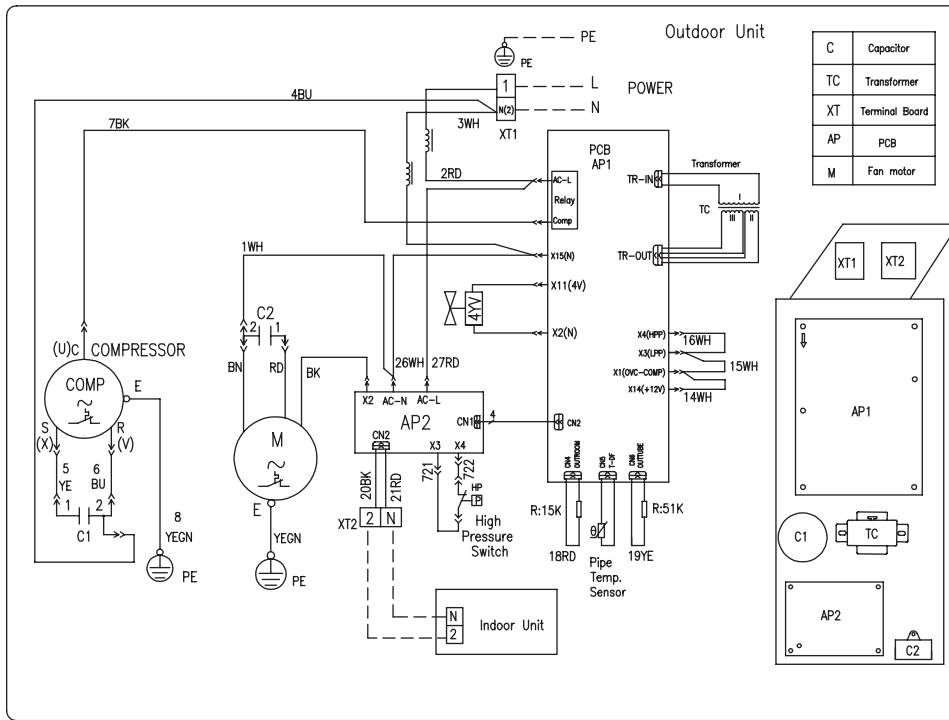 PE
Outdoor Unit
PE
1
L
POWER
N(2)
N
XT1
C Capacitor
TC Transformer
XT Terminal Board
AP PCB
M Fan motor
4BU
7BK
3WH
2RD
PCB
AP1
AC-L
Relay
Comp
TR-IN
Transformer
I
TC
III II
X15(N)
TR-OUT
1WH
X11(4V)
4YV
X2(N)
C2
2 1
BN RD BK
26WH 27RD
X4(HPP)
16WH
X3(LPP)
15WH
X1(OVC-COMP)
X14(+12V)
14WH
(U)C COMPRESSOR
COMP
E
S
(X)
R
(V)
5
YE
6
BU
1 2
C1
8
YEGN
PE
M
E
YEGN
PE
X2 AC-N AC-L
AP2
CN1
4
CN2
CN2
X3 X4
20BK
21RD
721
722
HP
P
High
Pressure
Switch
XT2
2 N
N
2
Indoor Unit
CN4
OUTROOM
CN5
T-DF
CN6
OUTTUBE
R:15K
θ
R:51K
18RD
Pipe
Temp.
Sensor
19YE
XT1 XT2
AP1
C1
TC
AP2
C2